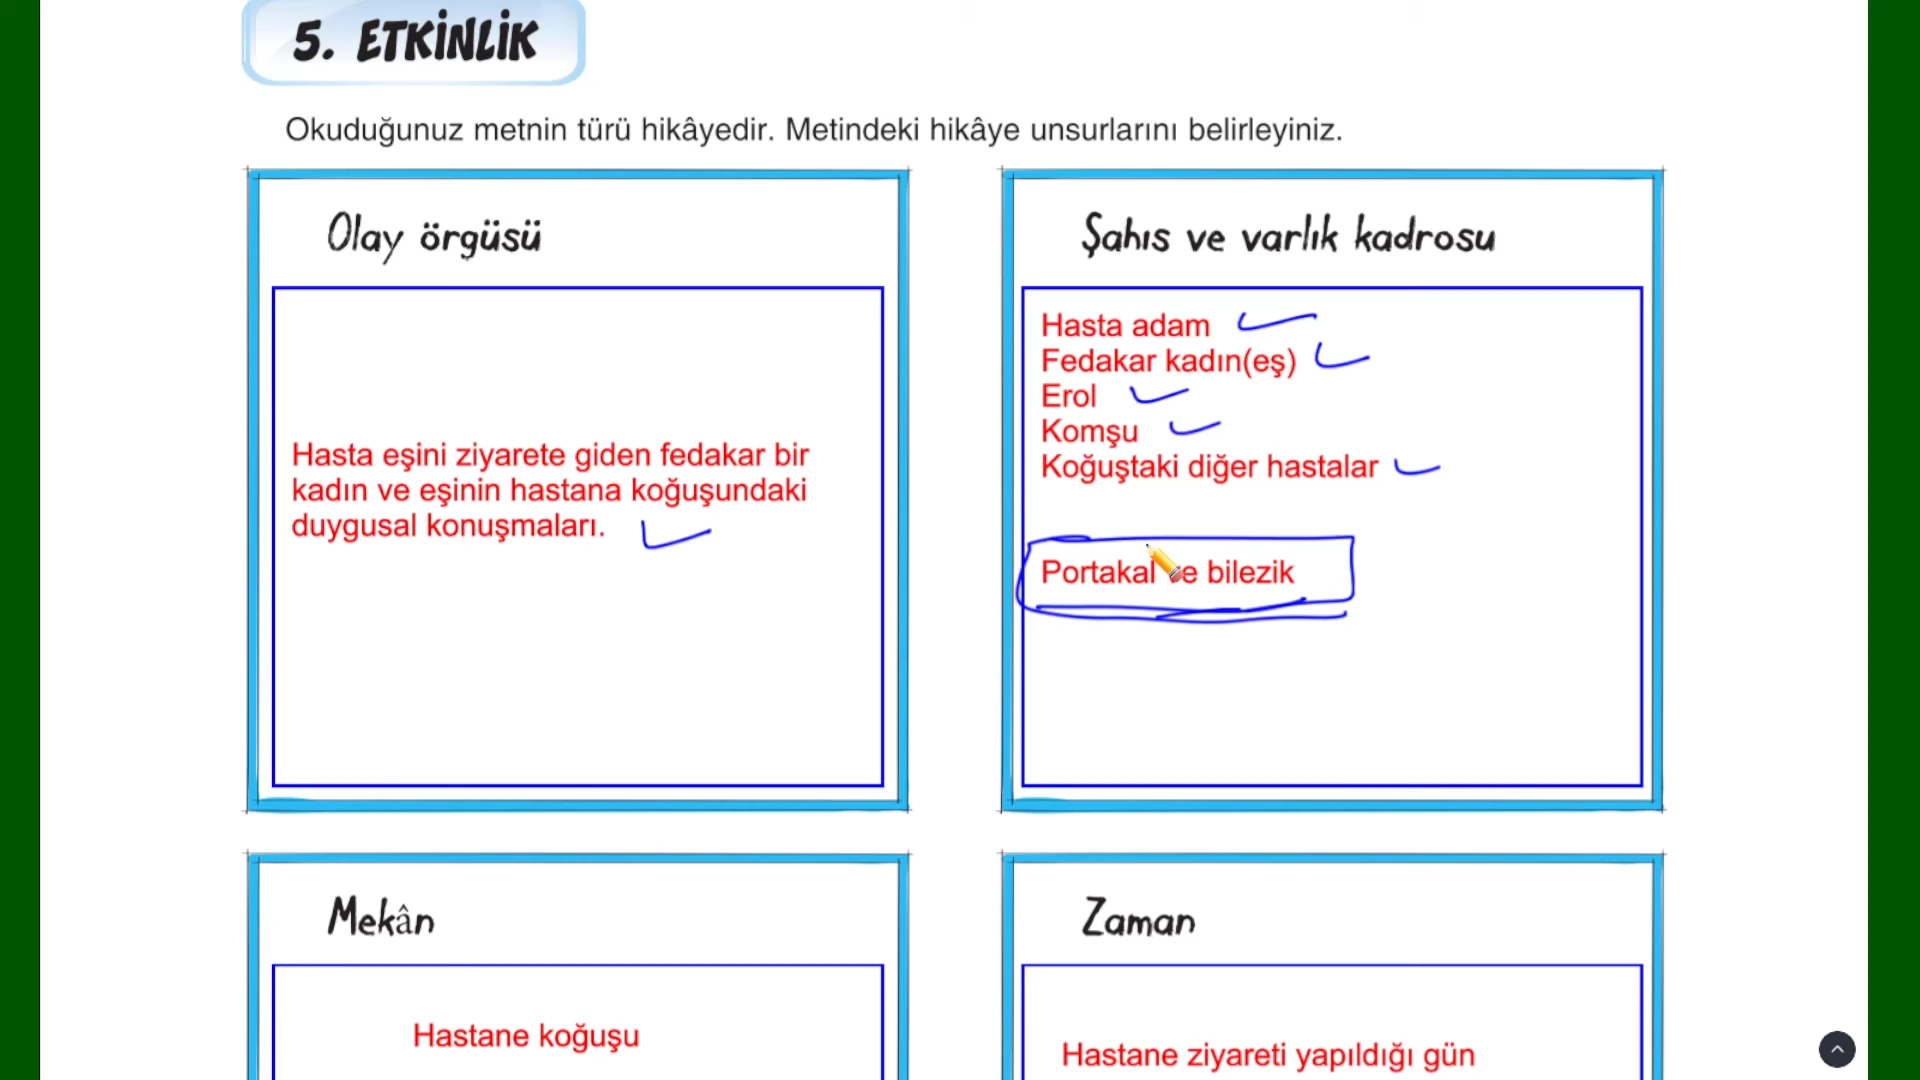 5. ETKİNLİK
Okuduğunuz metnin türü hikâyedir. Metindeki hikâye unsurlarını belirleyiniz.
Olay örgüsü
Hasta eşini ziyarete giden fedakar bir
kadın ve eşinin hastana koğuşundaki
duygusal konuşmaları.
Şahıs ve varlık kadrosu
Hasta adam
Fedakar kadın(eş)
Erol
Komşu
Koğuştaki diğer hastalar
Portakal ve bilezik
Mekân
Hastane koğuşu
Zaman
Hastane ziyareti yapıldığı gün